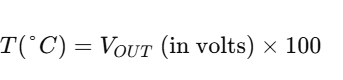 T(°C) = V_OUT (in volts) × 100